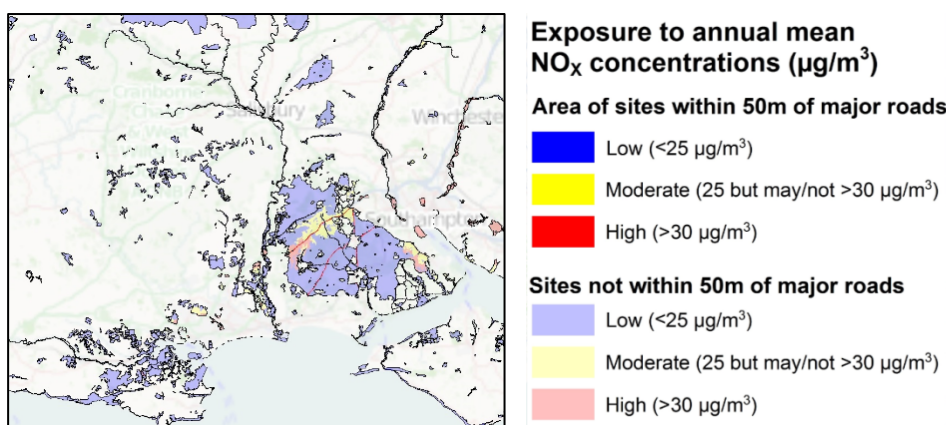 Exposure to annual mean
NOX concentrations (µg/m³)
Area of sites within 50m of major roads
Low (<25 µg/m³)
Moderate (25 but may/not >30 µg/m³)
High (>30 µg/m³)
Sites not within 50m of major roads
Low (<25 µg/m³)
Moderate (25 but may/not >30 µg/m³)
High (>30 µg/m³)
Cranborne
Salisbury
Winchester
& West
Southampton